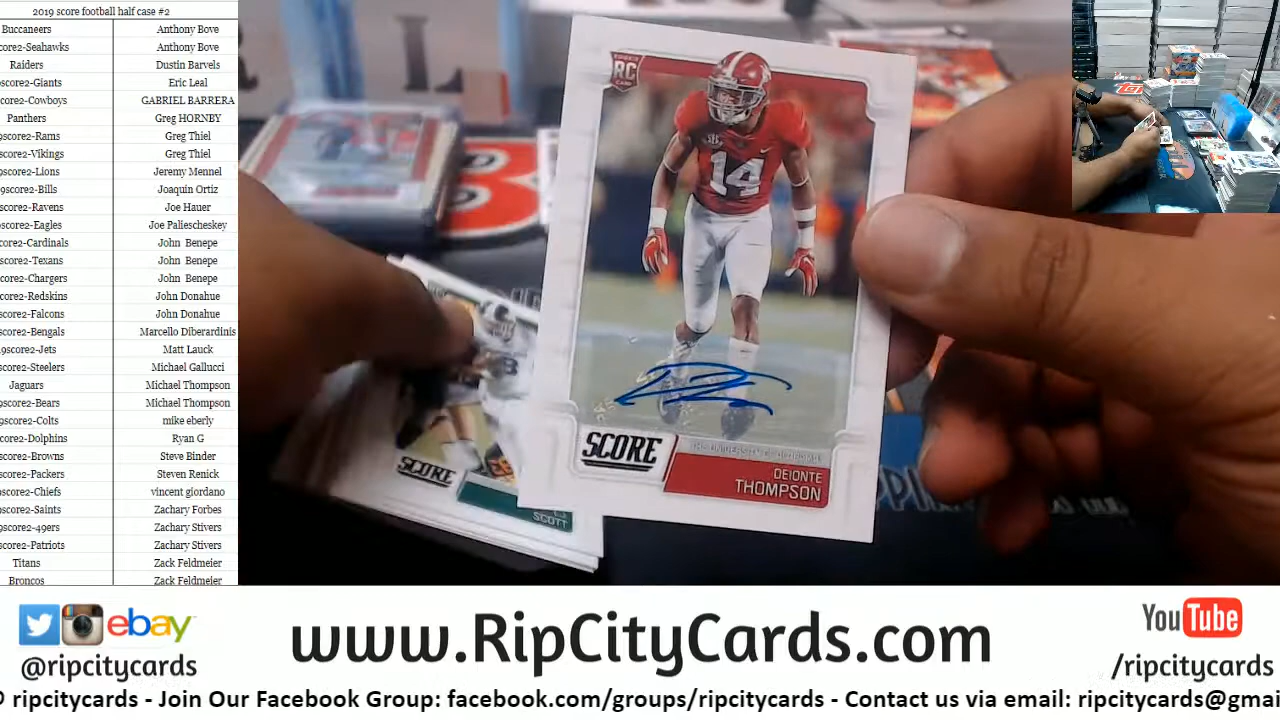 2019 score football half case #2
Buccaneers Anthony Bove
core2-Seahawks Anthony Bove
Raiders Dustin Barvels
score2-Giants Eric Leal
core2-Cowboys GABRIEL BARRERA
Panthers Greg HORNBY
9score2-Rams Greg Thiel
score2-Vikings Greg Thiel
9score2-Lions Jeremy Mennel
19score2-Bills Joaquin Ortiz
score2-Ravens Joe Hauer
score2-Eagles Joe Paliescheskey
core2-Cardinals John Benepe
score2-Texans John Benepe
core2-Chargers John Benepe
core2-Redskins John Donahue
score2-Falcons John Donahue
score2-Bengals Marcello Diberardinis
19score2-Jets Matt Lauck
score2-Steelers Michael Gallucci
Jaguars Michael Thompson
9score2-Bears Michael Thompson
9score2-Colts mike eberly
core2-Dolphins Ryan G
score2-Browns Steve Binder
score2-Packers Steven Renick
score2-Chiefs vincent giordano
score2-Saints Zachary Forbes
score2-49ers Zachary Stivers
score2-Patriots Zachary Stivers
Titans Zack Feldmeier
Broncos Zack Feldmeier
RC
SEC
14
SCORE
DEIONTE
THOMPSON
SCORE
SCOTT
ebay
@ripcitycards
www.RipCityCards.com
YouTube
/ripcitycards
ripcitycards - Join Our Facebook Group: facebook.com/groups/ripcitycards - Contact us via email: ripcitycards@gmai